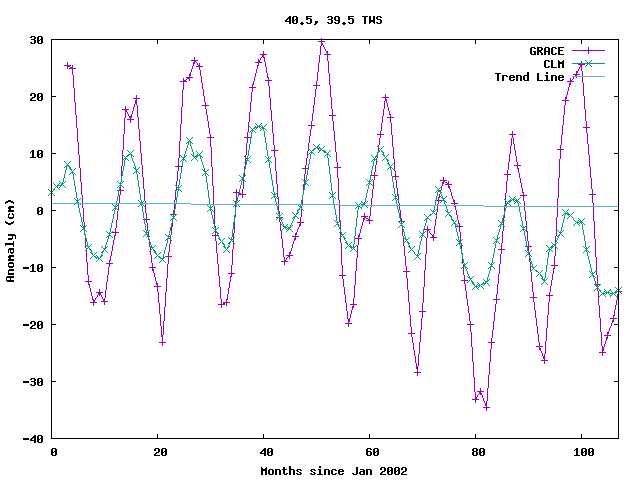 40.5, 39.5 TWS
GRACE
CLM
Trend Line
30
20
10
0
-10
-20
-30
-40
Anomaly (cm)
0 20 40 60 80 100
Months since Jan 2002